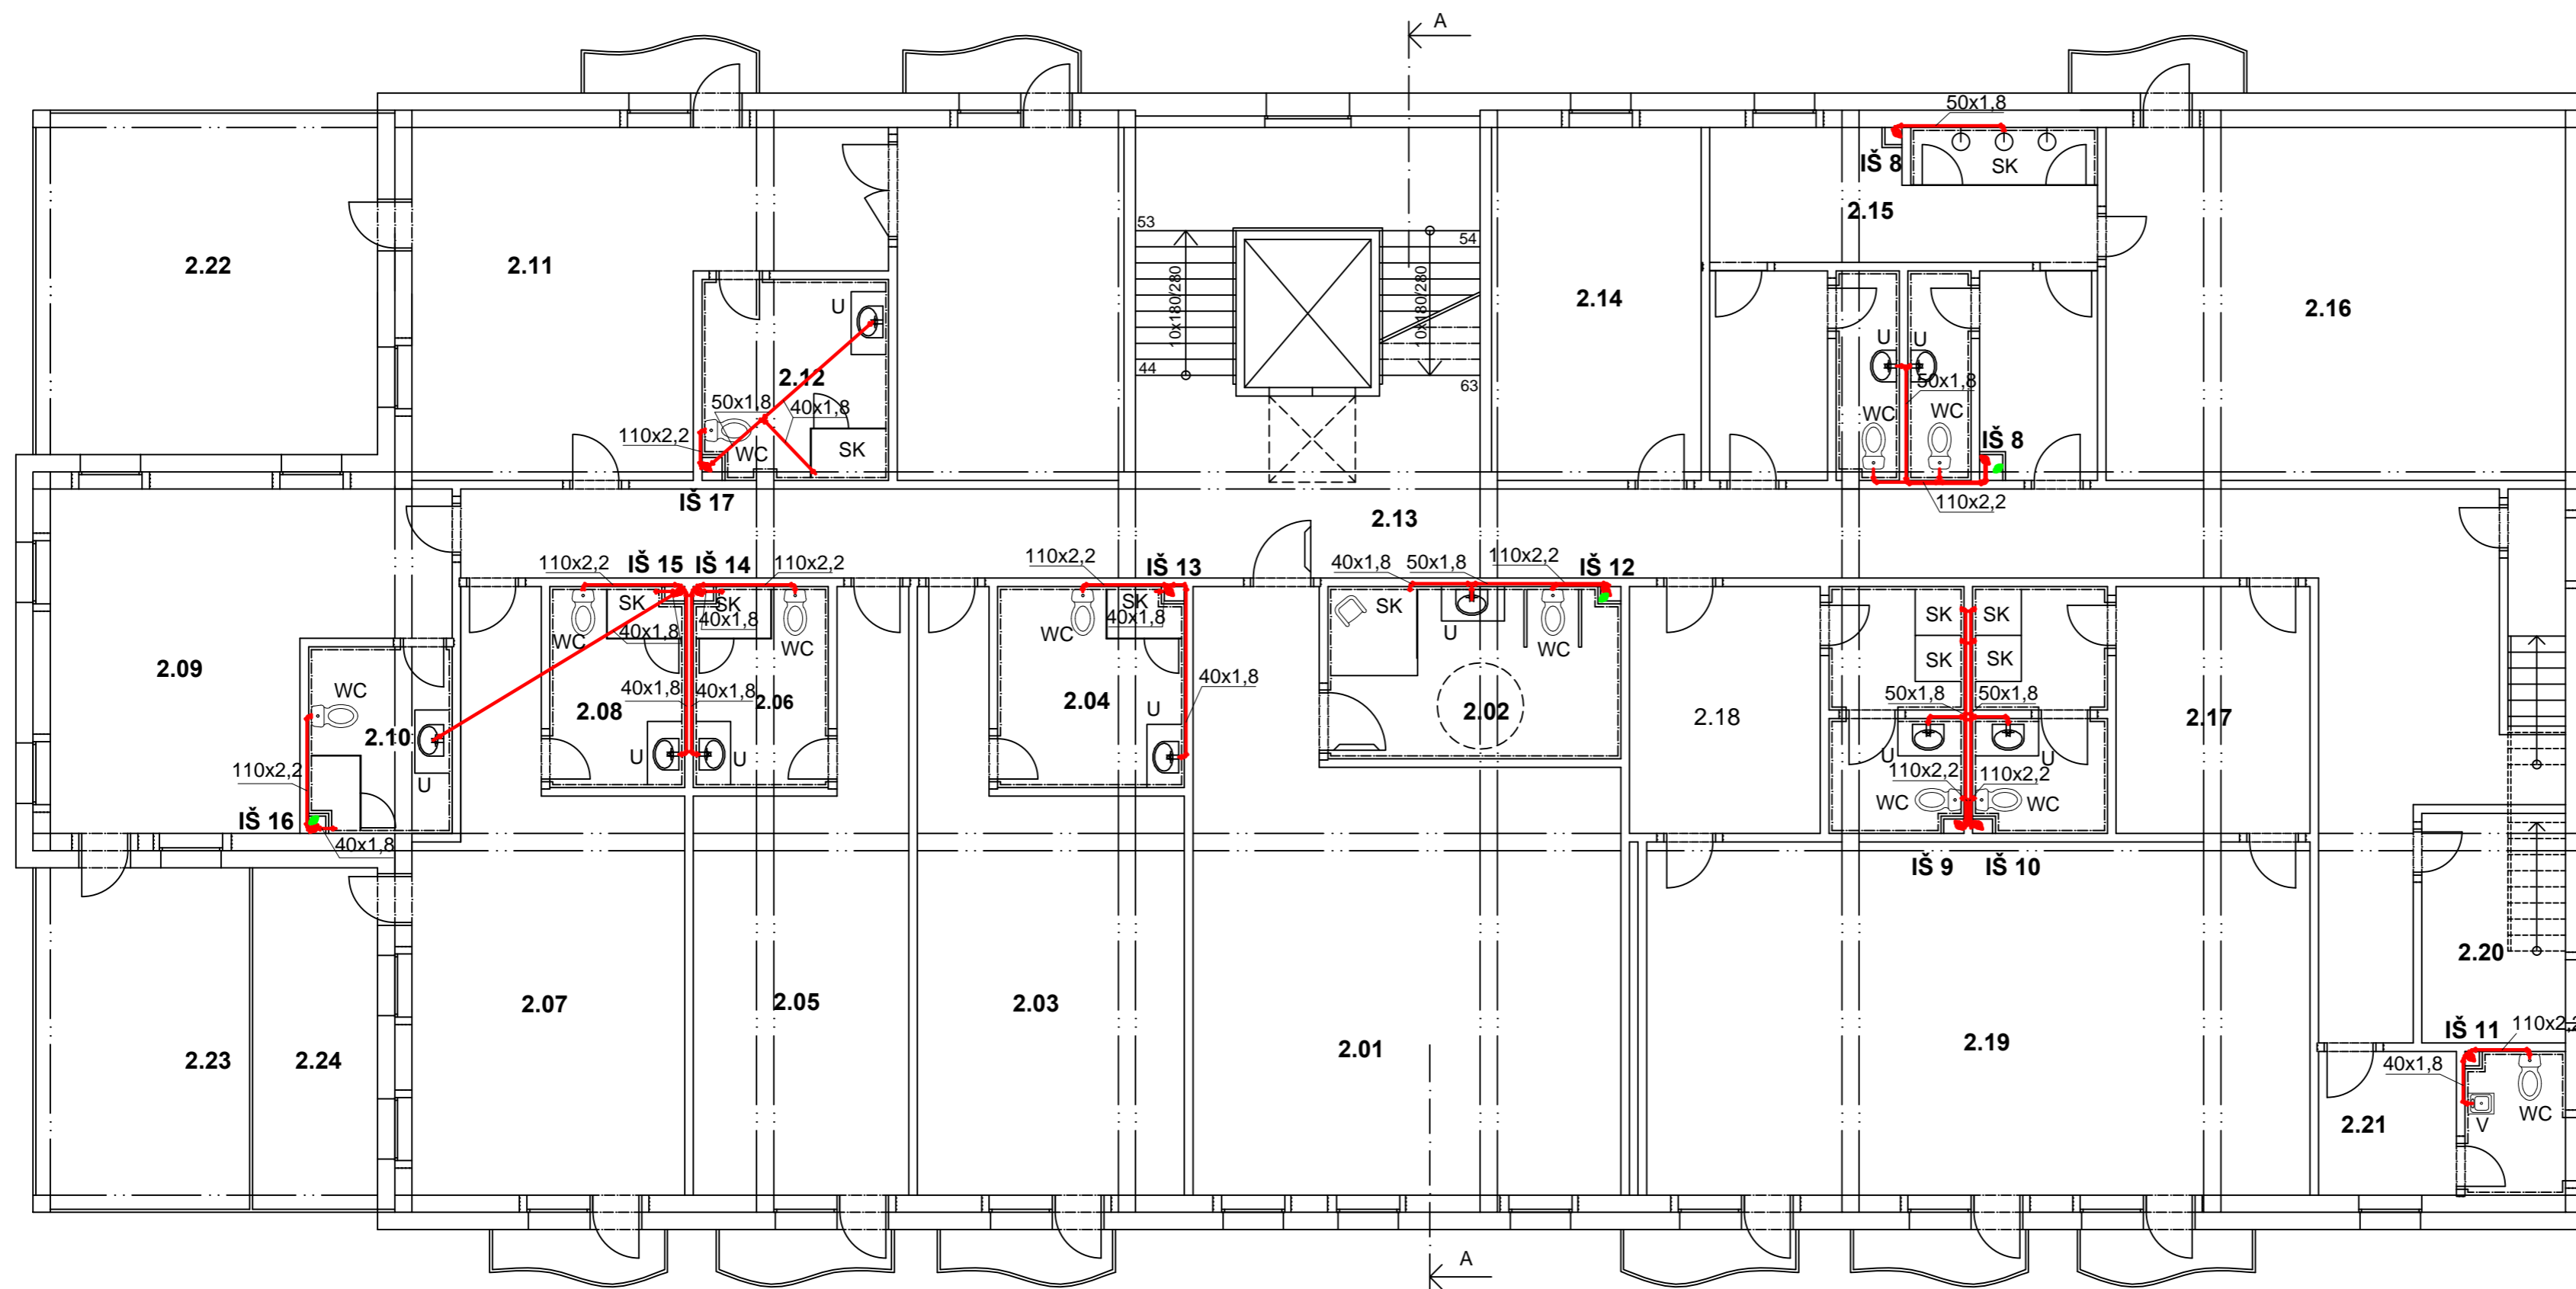 A
50x1,8
IŠ 8
SK
2.15
53
54
2.22
2.11
10x180/280
10x180/280
2.14
2.16
U
44
63
2.12
50x1,8
40x1,8
110x2,2
WC
SK
IŠ 17
U
U
50x1,8
WC
WC
IŠ 8
110x2,2
2.13
110x2,2
IŠ 15
IŠ 14
110x2,2
110x2,2
IŠ 13
40x1,8
50x1,8
110x2,2
IŠ 12
SK
SK
SK
SK
SK
SK
WC
40x1,8
40x1,8
WC
WC
40x1,8
U
WC
SK
SK
2.09
WC
40x1,8
40x1,8
2.06
2.08
2.04
U
40x1,8
2.02
2.18
50x1,8
50x1,8
2.17
2.10
U
U
U
U
U
110x2,2
110x2,2
110x2,2
WC
WC
IŠ 16
40x1,8
IŠ 9
IŠ 10
2.20
2.07
2.05
2.03
2.01
2.19
IŠ 11
110x2,2
2.23
2.24
40x1,8
V
WC
2.21
A